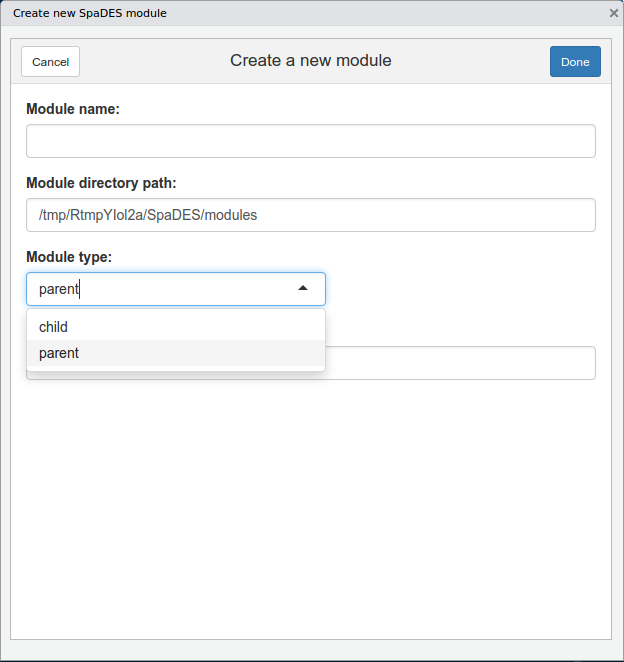 Create new SpaDES module
Cancel
Create a new module
Done
Module name:
Module directory path:
/tmp/RtmpYIol2a/SpaDES/modules
Module type:
parent
child
parent